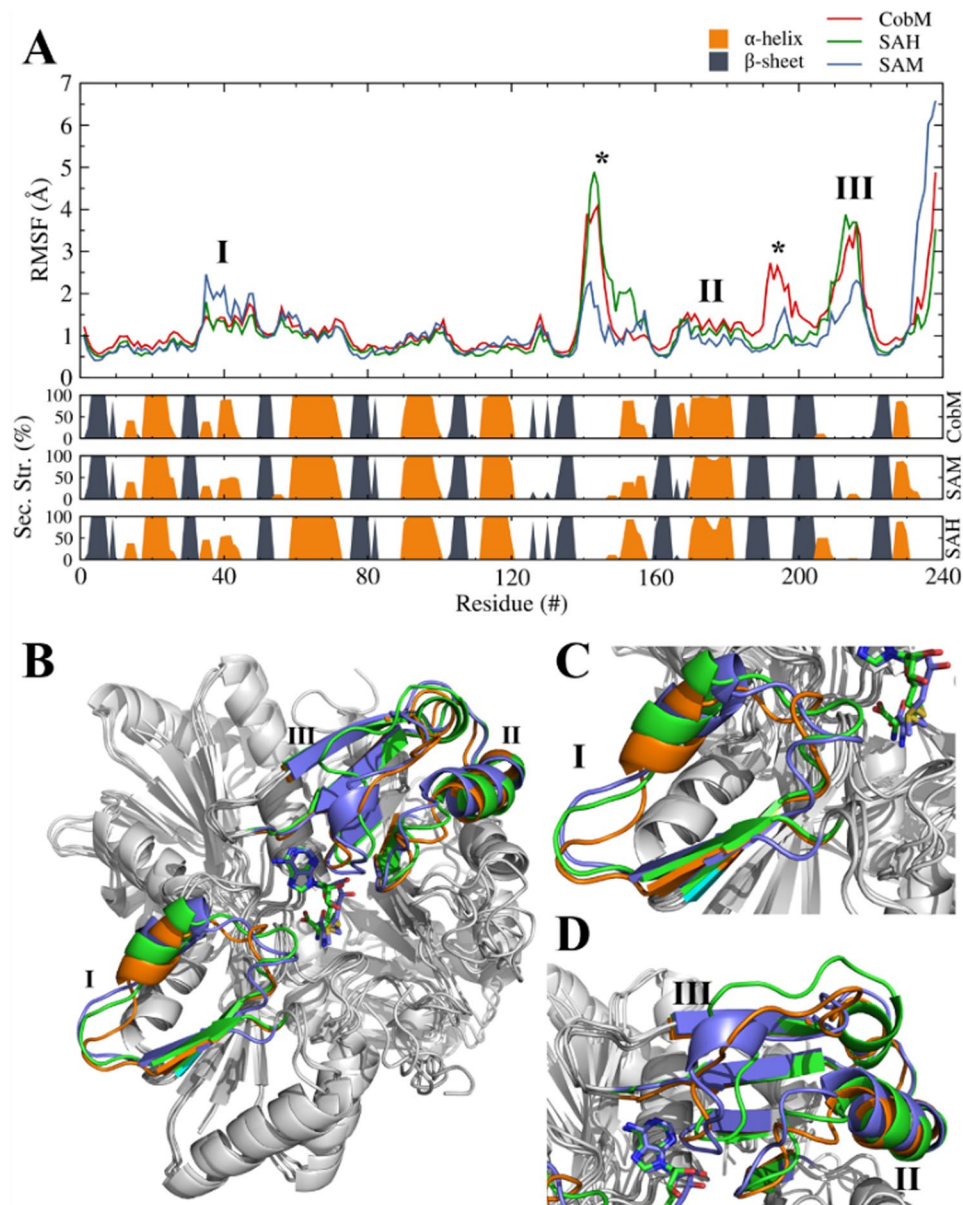 A
α-helix
β-sheet
CobM
SAH
SAM
7
6
5
4
3
2
1
0
RMSF (Å)
I
*
II
*
III
100
50
0
CobM
100
50
0
SAM
100
50
0
SAH
Sec. Str. (%)
0 40 80 120 160 200 240
Residue (#)
B
III
II
I
C
I
D
III
II